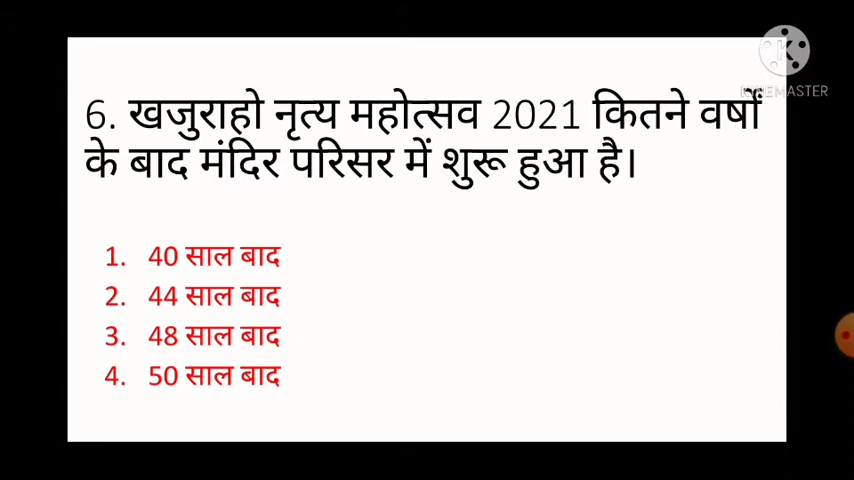 KINEMASTER
6. खजुराहो नृत्य महोत्सव 2021 कितने वर्षों
के बाद मंदिर परिसर में शुरू हुआ है।
1. 40 साल बाद
2. 44 साल बाद
3. 48 साल बाद
4. 50 साल बाद